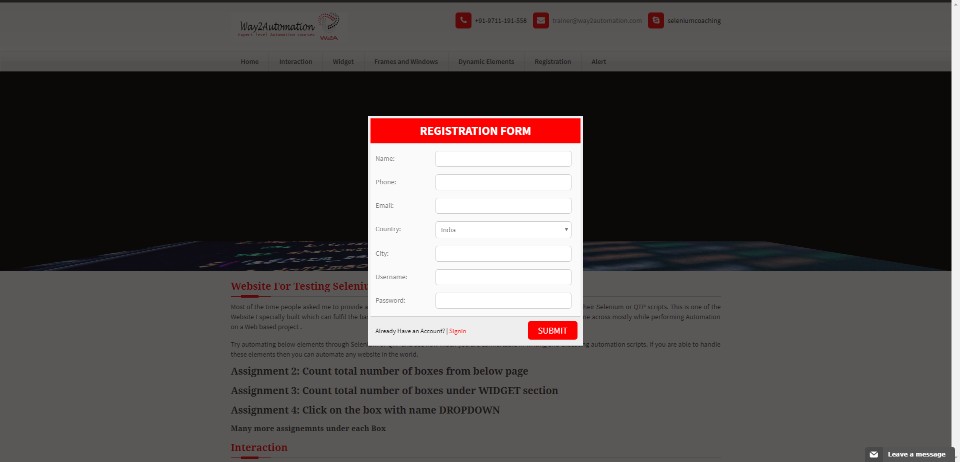 Way2Automation
+91-9711-191-558
trainer@way2automation.com
seleniumcoaching
Home
Interaction
Widget
Frames and Windows
Dynamic Elements
Registration
Alert
REGISTRATION FORM
Name:
Phone:
Email:
Country:
India
City:
Username:
Password:
Already Have an Account? | Signin
SUBMIT
Website For Testing Seleniu
Most of the time people asked me to provide
Selenium or QTP scripts. This is one of the
Website I specially built which can fulfil the
across mostly while performing Automation
on a Web based project .
Try automating below elements through
automation scripts. If you are able to handle
these elements then you can automate any website in the world.
Assignment 2: Count total number of boxes from below page
Assignment 3: Count total number of boxes under WIDGET section
Assignment 4: Click on the box with name DROPDOWN
Many more assignemnts under each Box
Interaction
Leave a message